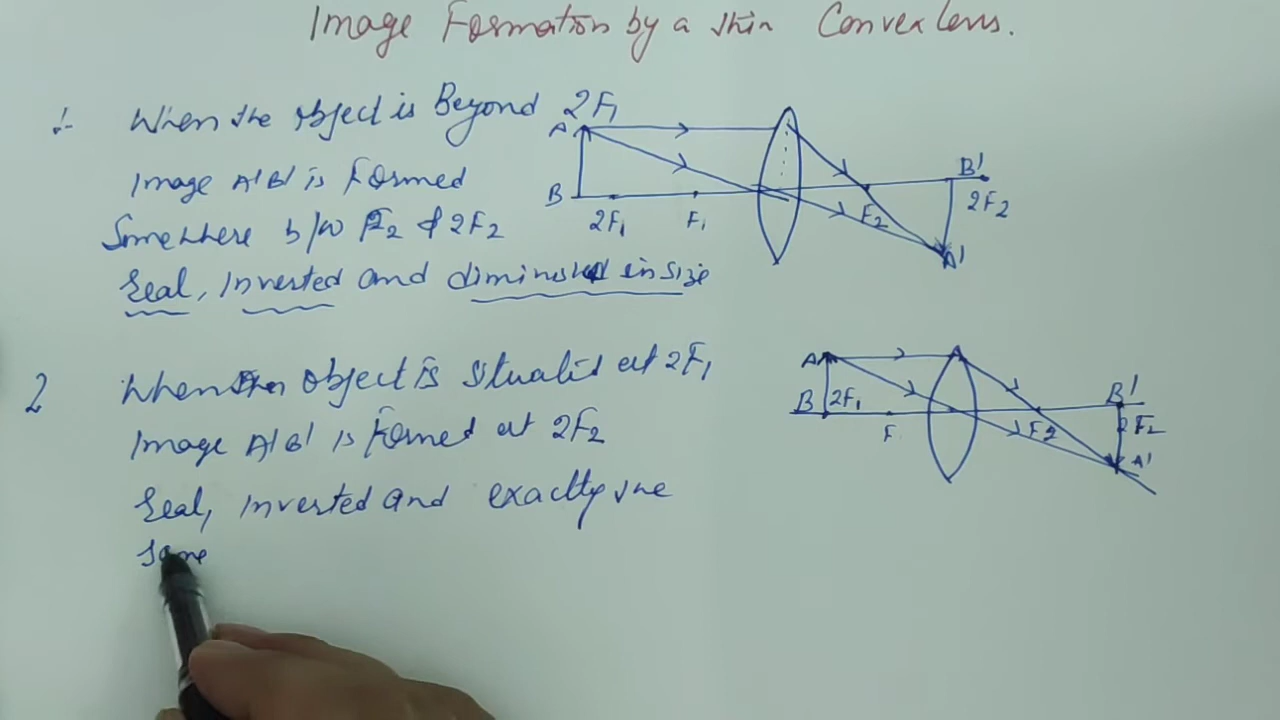 Image Formation by a thin Convex lens.
1- When the object is Beyond 2F₁
Image A'B' is Formed
Somewhere b/w F₂ & 2F₂
Real, Inverted and diminished in size
A
B
2F₁
F₁
F₂
B'
2F₂
A'
2 When the object is situated at 2F₁
Image A'B' is Formed at 2F₂
Real, Inverted and exactly the
Same
A
B
2F₁
F
F₂
B'
2F₂
A'